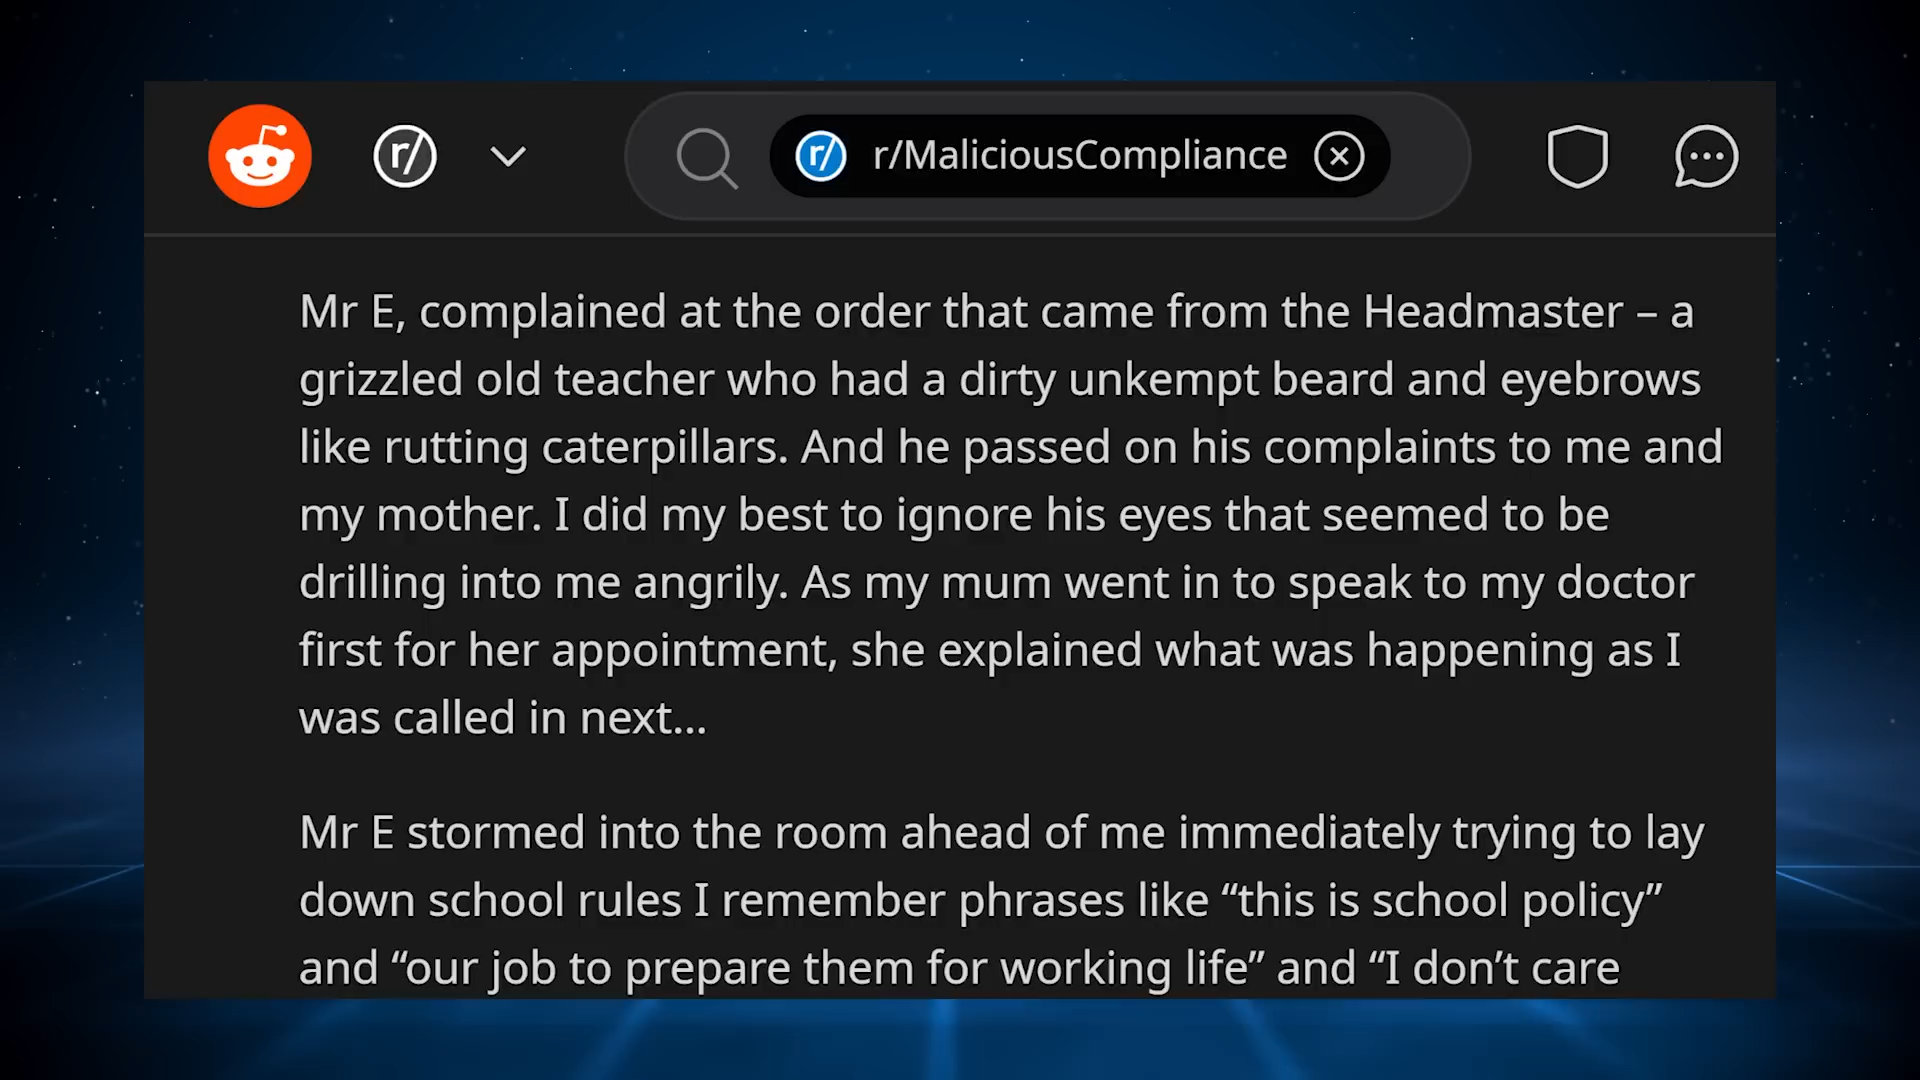 r/ r/ r/MaliciousCompliance
Mr E, complained at the order that came from the Headmaster – a
grizzled old teacher who had a dirty unkempt beard and eyebrows
like rutting caterpillars. And he passed on his complaints to me and
my mother. I did my best to ignore his eyes that seemed to be
drilling into me angrily. As my mum went in to speak to my doctor
first for her appointment, she explained what was happening as I
was called in next...
Mr E stormed into the room ahead of me immediately trying to lay
down school rules I remember phrases like “this is school policy”
and “our job to prepare them for working life” and “I don’t care